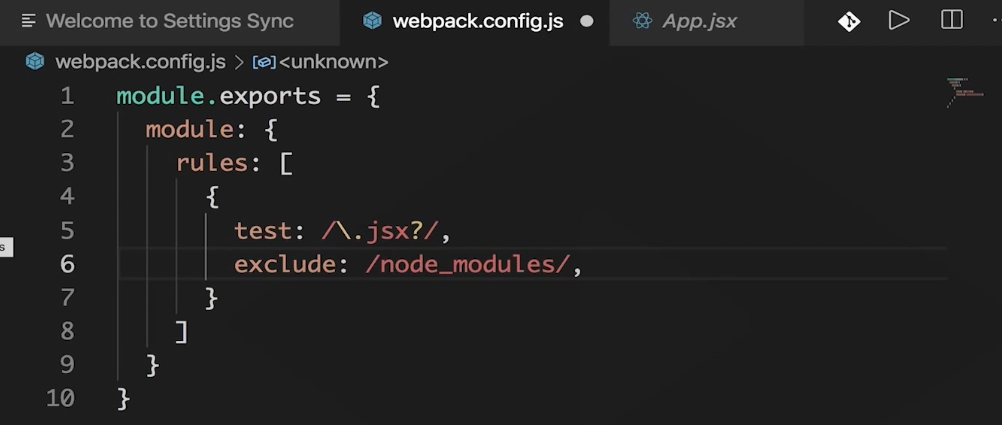 Welcome to Settings Sync webpack.config.js App.jsx
webpack.config.js > <unknown>
1 module.exports = {
2 module: {
3 rules: [
4 {
5 test: /\.jsx?/,
s
6 exclude: /node_modules/,
7 }
8 ]
9 }
10 }